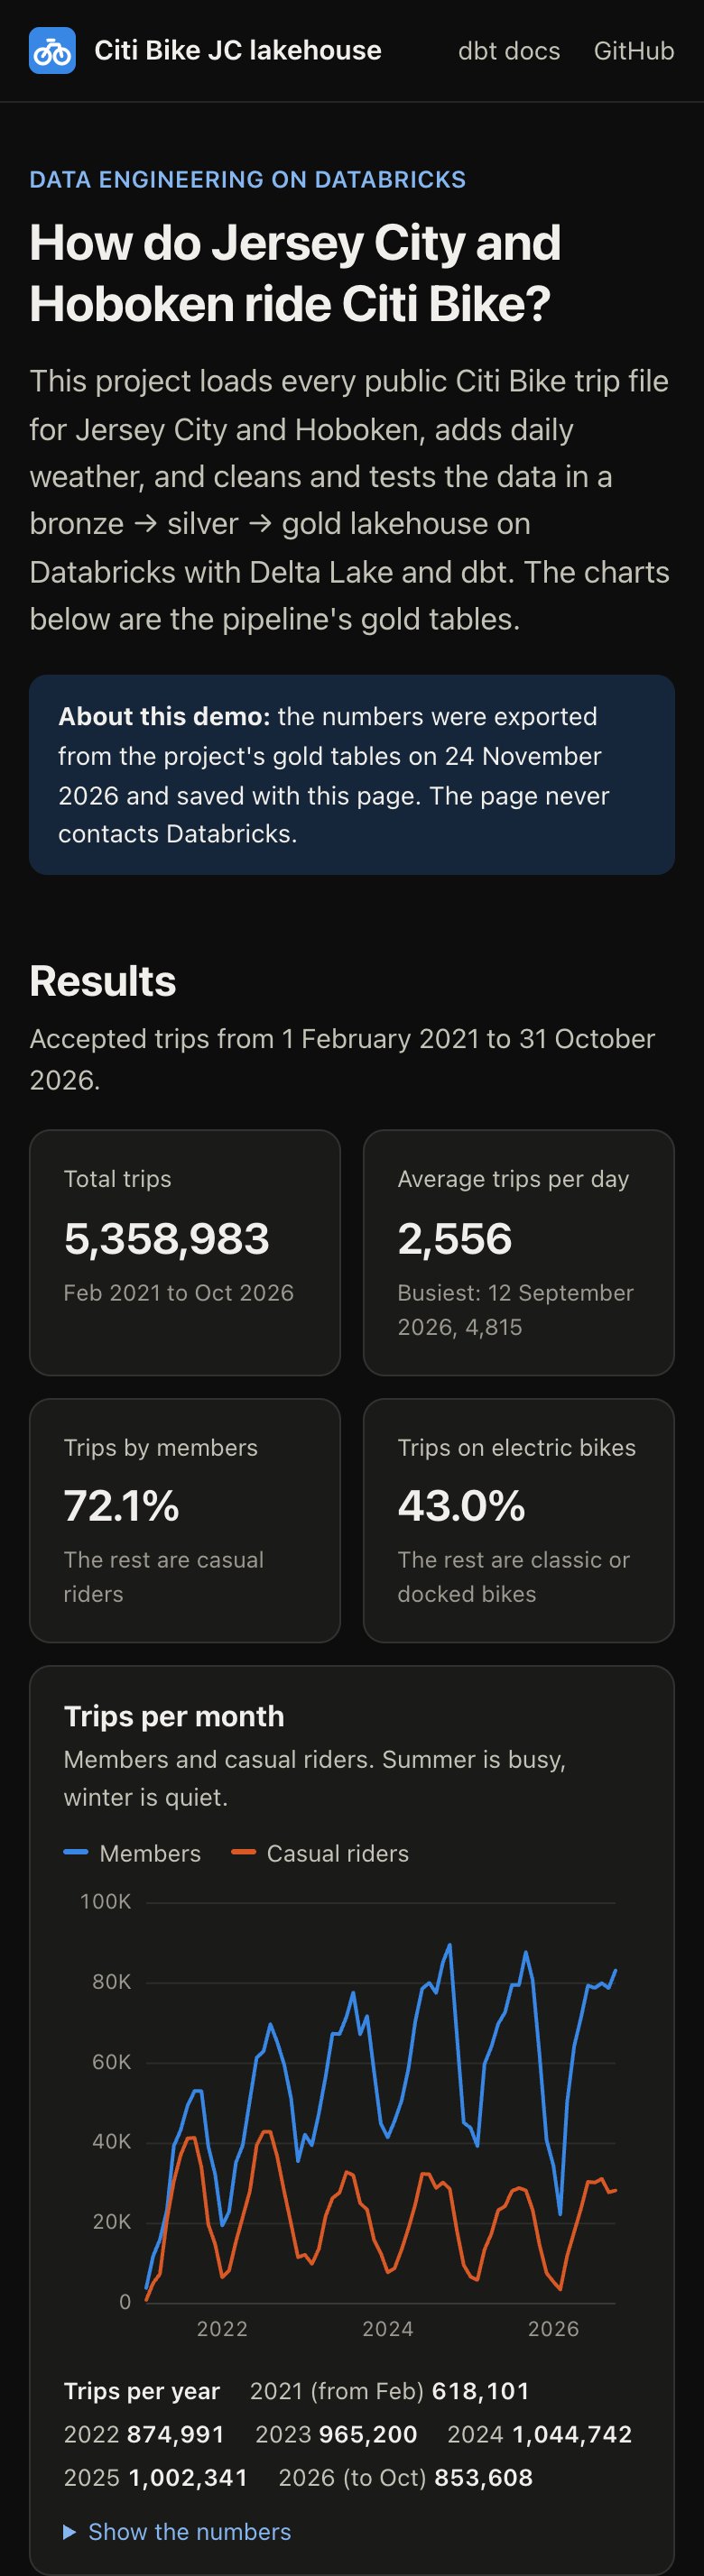 Citi Bike JC lakehouse
dbt docs
GitHub
DATA ENGINEERING ON DATABRICKS
How do Jersey City and
Hoboken ride Citi Bike?
This project loads every public Citi Bike trip file
for Jersey City and Hoboken, adds daily
weather, and cleans and tests the data in a
bronze → silver → gold lakehouse on
Databricks with Delta Lake and dbt. The charts
below are the pipeline's gold tables.
About this demo: the numbers were exported
from the project's gold tables on 24 November
2026 and saved with this page. The page never
contacts Databricks.
Results
Accepted trips from 1 February 2021 to 31 October
2026.
Total trips
5,358,983
Feb 2021 to Oct 2026
Average trips per day
2,556
Busiest: 12 September
2026, 4,815
Trips by members
72.1%
The rest are casual
riders
Trips on electric bikes
43.0%
The rest are classic or
docked bikes
Trips per month
Members and casual riders. Summer is busy,
winter is quiet.
Members
Casual riders
100K
80K
60K
40K
20K
0
2022
2024
2026
Trips per year 2021 (from Feb) 618,101
2022 874,991 2023 965,200 2024 1,044,742
2025 1,002,341 2026 (to Oct) 853,608
Show the numbers